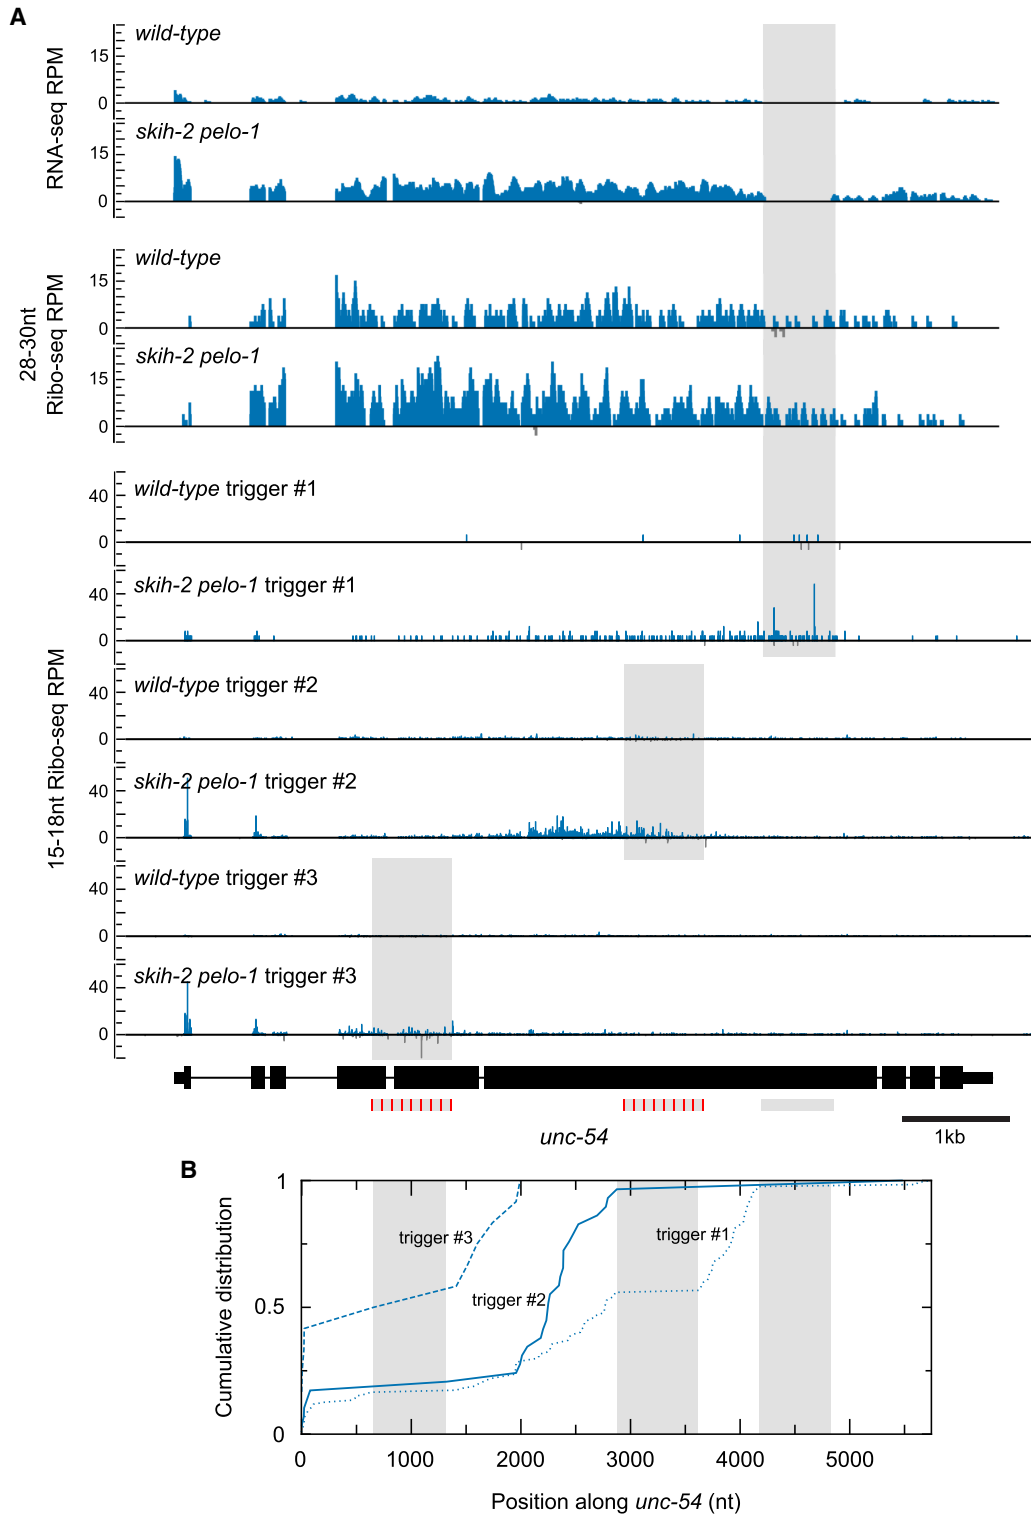 A
wild-type
15
0
RNA-seq RPM
skih-2 pelo-1
15
0
wild-type
15
0
28-30nt
Ribo-seq RPM
skih-2 pelo-1
15
0
wild-type trigger #1
40
0
skih-2 pelo-1 trigger #1
40
0
15-18nt Ribo-seq RPM
wild-type trigger #2
40
0
skih-2 pelo-1 trigger #2
40
0
wild-type trigger #3
40
0
skih-2 pelo-1 trigger #3
40
0
unc-54
1kb
B
Cumulative distribution
1
0.5
0
trigger #3
trigger #2
trigger #1
0 1000 2000 3000 4000 5000
Position along unc-54 (nt)